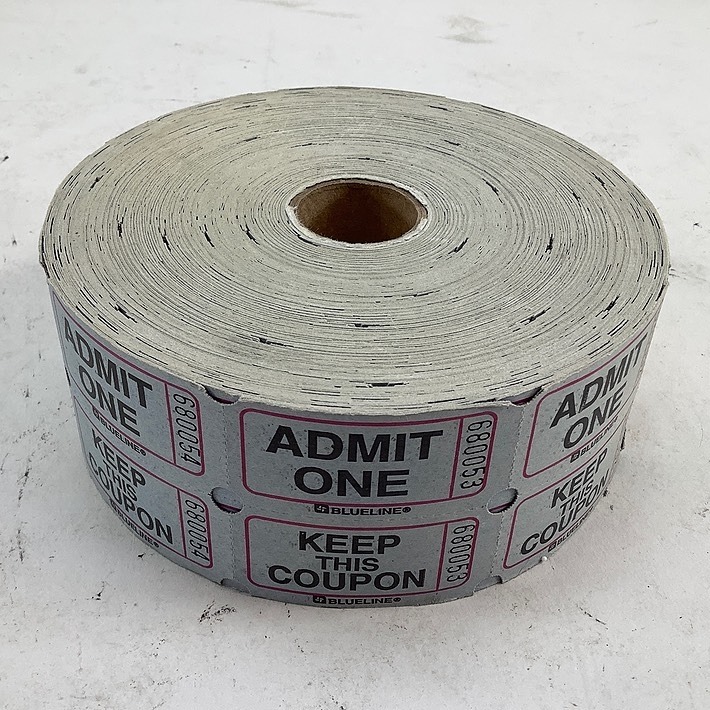 ADMIT
ONE
680054
BLUELINE®
KEEP
THIS
COUPON
680054
BLUELINE®
ADMIT
ONE
680053
BLUELINE®
KEEP
THIS
COUPON
680053
BLUELINE®
ADMIT
ONE
BLUELINE®
KEEP
THIS
COUPON
BLUELINE®